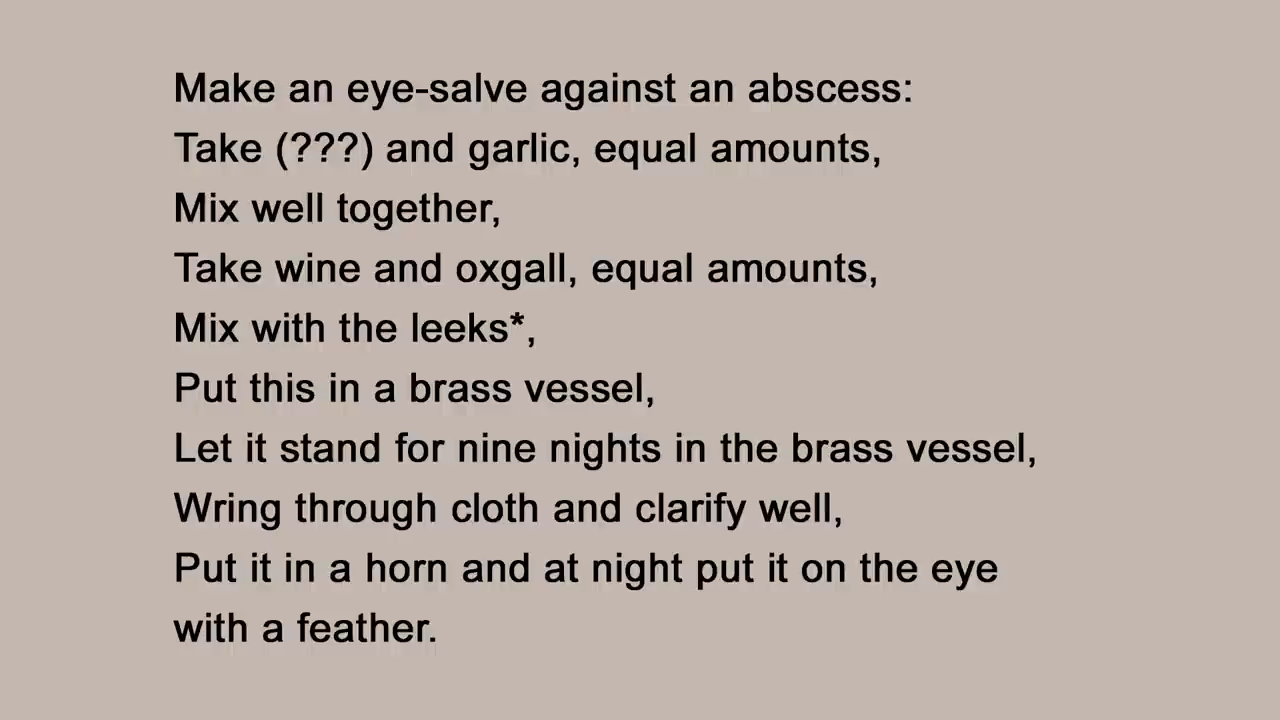 Make an eye-salve against an abscess:
Take (???) and garlic, equal amounts,
Mix well together,
Take wine and oxgall, equal amounts,
Mix with the leeks*,
Put this in a brass vessel,
Let it stand for nine nights in the brass vessel,
Wring through cloth and clarify well,
Put it in a horn and at night put it on the eye
with a feather.